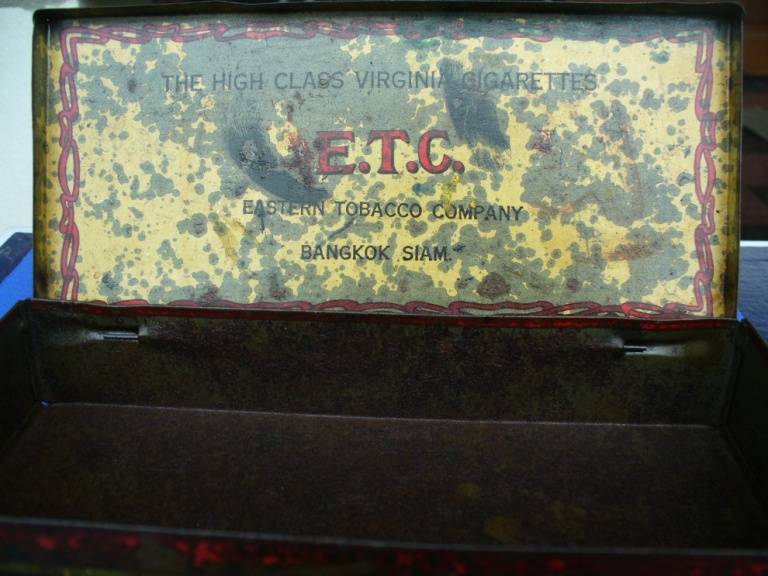 THE HIGH CLASS VIRGINIA CIGARETTES
E.T.C.
EASTERN TOBACCO COMPANY
BANGKOK SIAM.